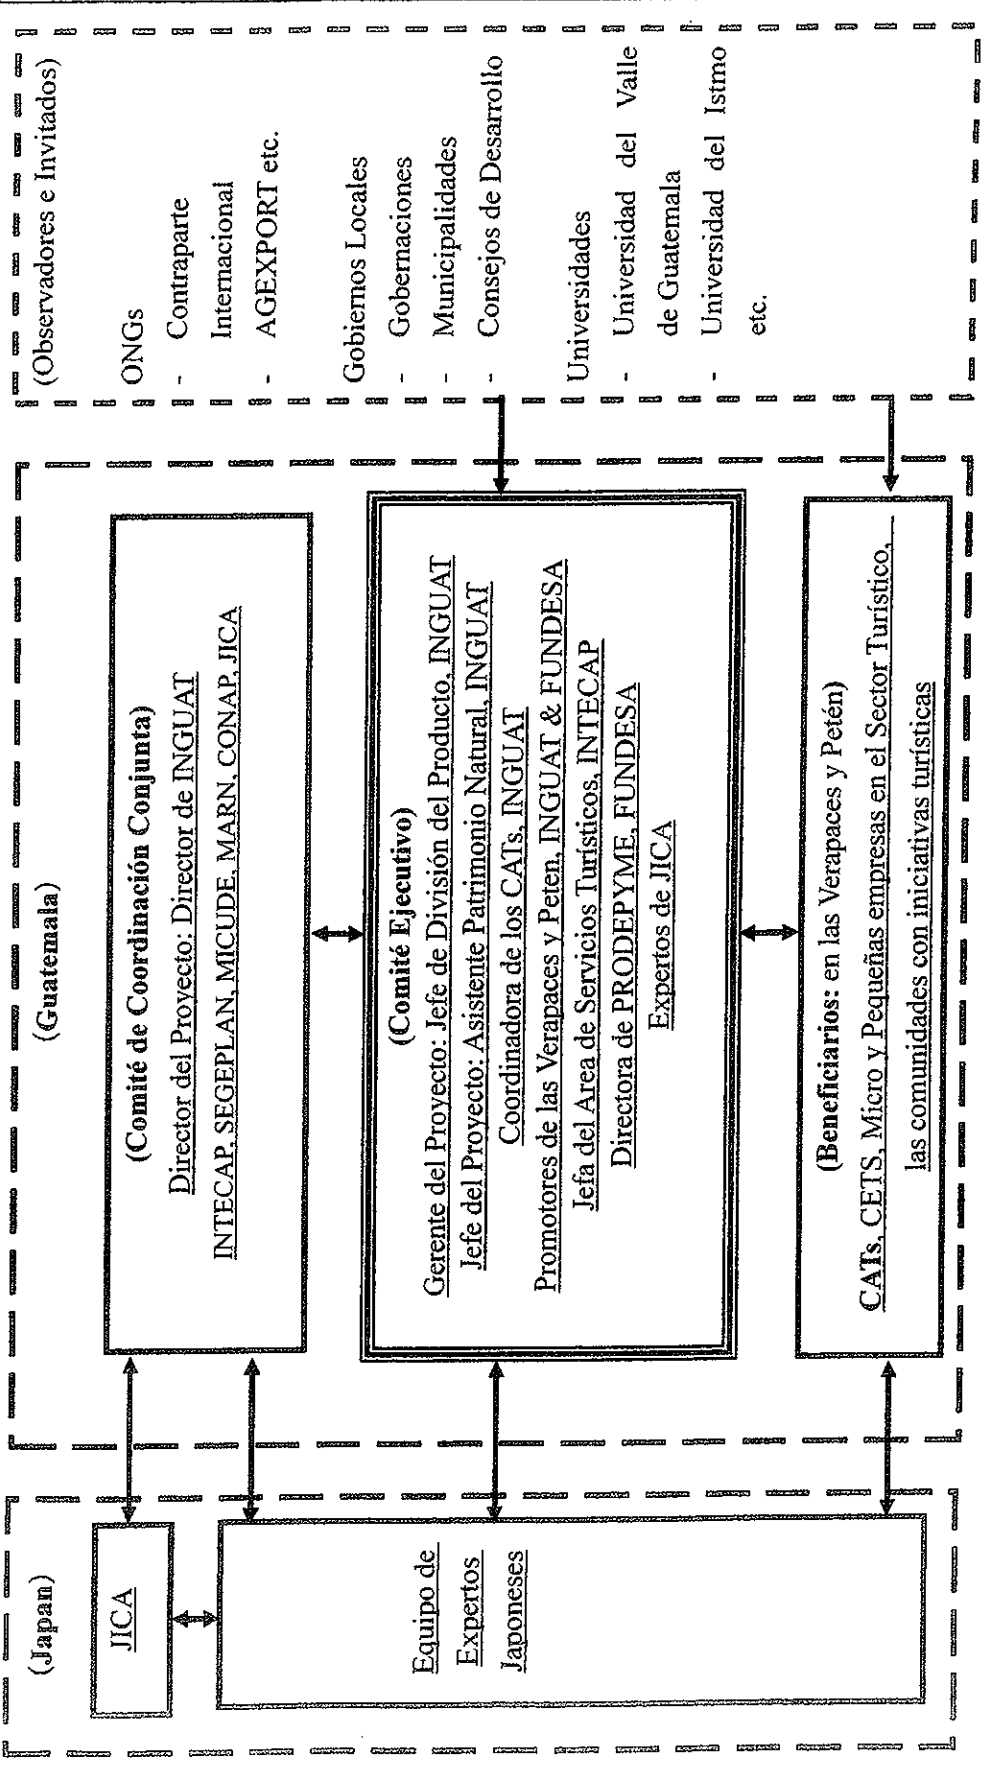 (Japan)
JICA
Equipo de
Expertos
Japoneses
(Guatemala)
(Comité de Coordinación Conjunta)
Director del Proyecto: Director de INGUAT
INTECAP, SEGEPLAN, MICUDE, MARN, CONAP, JICA
(Comité Ejecutivo)
Gerente del Proyecto: Jefe de División del Producto, INGUAT
Jefe del Proyecto: Asistente Patrimonio Natural, INGUAT
Coordinadora de los CATs, INGUAT
Promotores de las Verapaces y Peten, INGUAT & FUNDESA
Jefa del Area de Servicios Turísticos, INTECAP
Directora de PRODEPYME, FUNDESA
Expertos de JICA
(Beneficiarios: en las Verapaces y Petén)
CATs, CETS, Micro y Pequeñas empresas en el Sector Turístico,
las comunidades con iniciativas turísticas
(Observadores e Invitados)
ONGs
- Contraparte
Internacional
- AGEXPORT etc.
Gobiernos Locales
- Gobernaciones
- Municipalidades
- Consejos de Desarrollo
Universidades
- Universidad del Valle
de Guatemala
- Universidad del Istmo
etc.